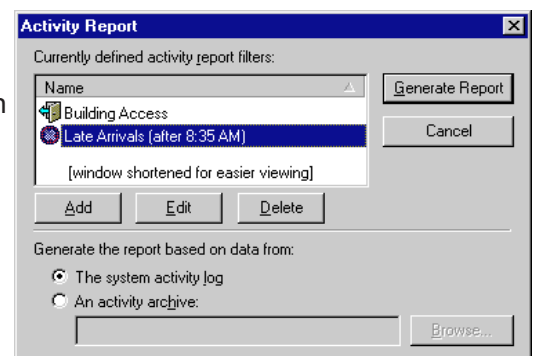 Activity Report
Currently defined activity report filters:
Name
Generate Report
Building Access
Late Arrivals (after 8:35 AM)
Cancel
[window shortened for easier viewing]
Add Edit Delete
Generate the report based on data from:
The system activity log
An activity archive:
Browse...